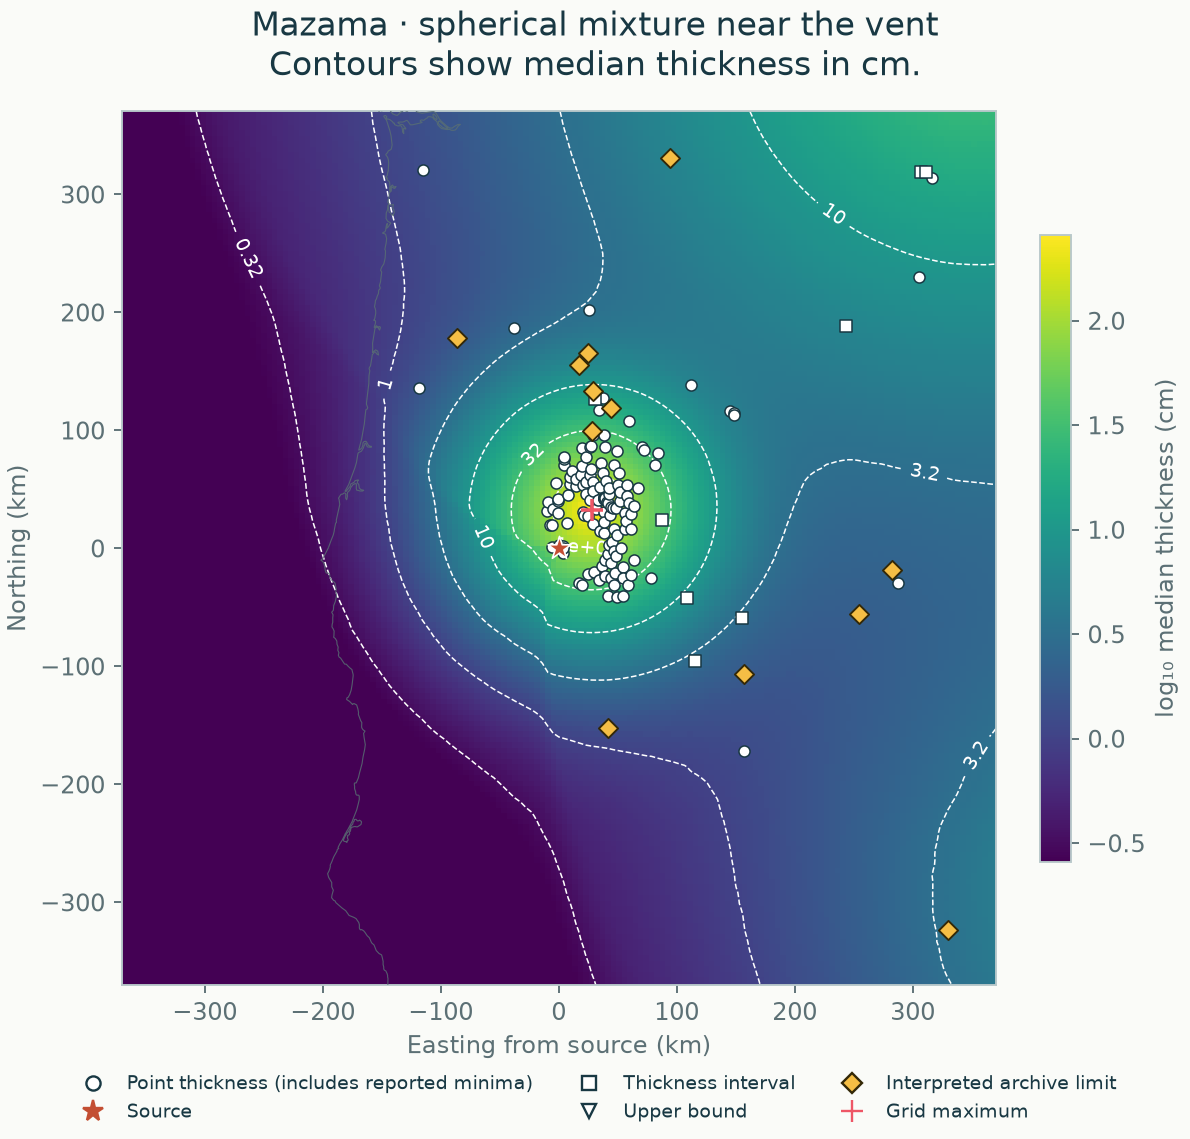 Mazama · spherical mixture near the vent
Contours show median thickness in cm.
300
200
100
0
−100
−200
−300
Northing (km)
0.32
1
10
32
10
3.2
3.2
e+0
−300
−200
−100
0
100
200
300
Easting from source (km)
2.0
1.5
1.0
0.5
0.0
−0.5
log₁₀ median thickness (cm)
Point thickness (includes reported minima)
Source
Thickness interval
Upper bound
Interpreted archive limit
Grid maximum